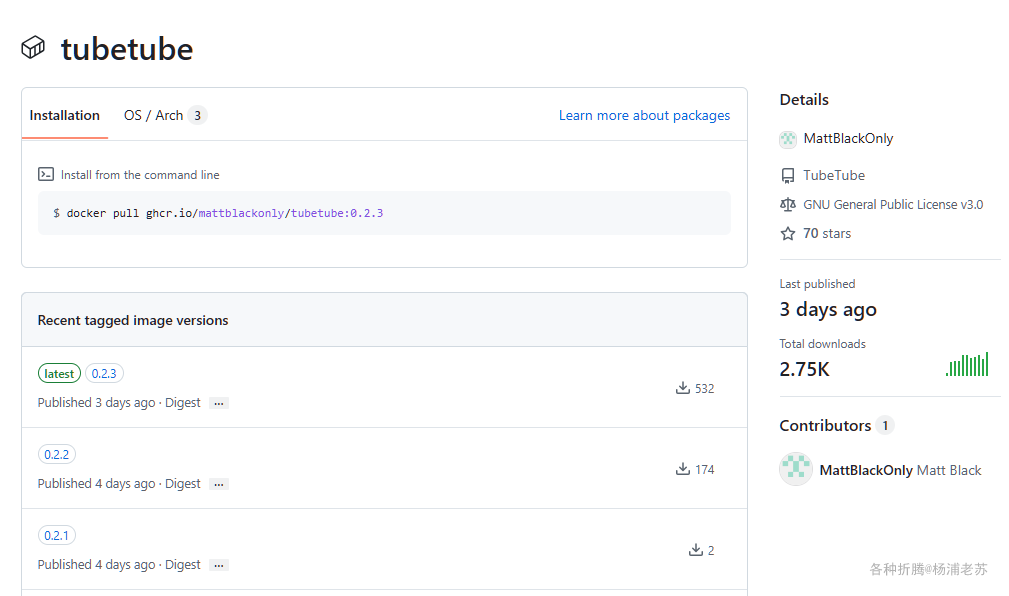 tubetube
Installation
OS / Arch 3
Learn more about packages
Install from the command line
$ docker pull ghcr.io/mattblackonly/tubetube:0.2.3
Recent tagged image versions
latest 0.2.3
Published 3 days ago · Digest ...
532
0.2.2
Published 4 days ago · Digest ...
174
0.2.1
Published 4 days ago · Digest ...
2
Details
MattBlackOnly
TubeTube
GNU General Public License v3.0
70 stars
Last published
3 days ago
Total downloads
2.75K
Contributors 1
MattBlackOnly Matt Black
各种折腾@杨浦老苏